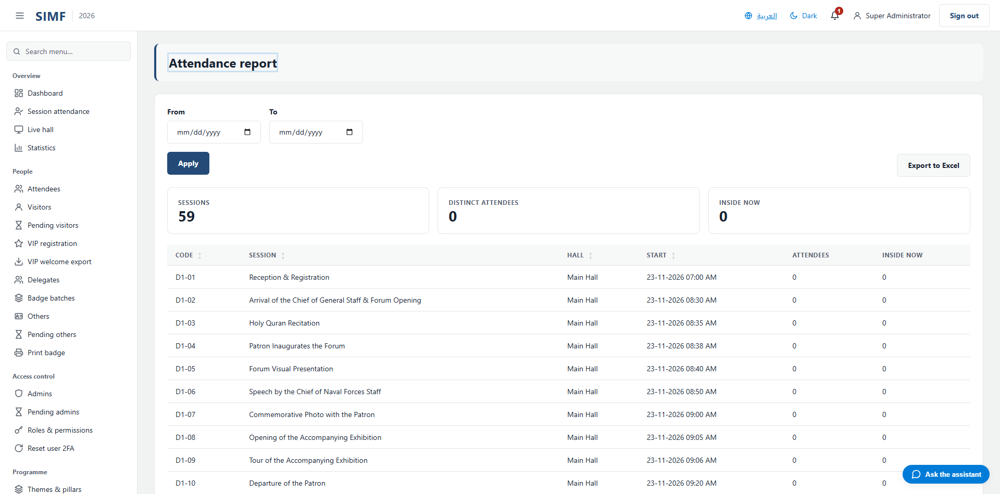 SIMF 2026
العربية Dark 1 Super Administrator Sign out
Search menu...
Overview
Dashboard
Session attendance
Live hall
Statistics
People
Attendees
Visitors
Pending visitors
VIP registration
VIP welcome export
Delegates
Badge batches
Others
Pending others
Print badge
Access control
Admins
Pending admins
Roles & permissions
Reset user 2FA
Programme
Themes & pillars
Attendance report
From To
mm/dd/yyyy mm/dd/yyyy
Apply
Export to Excel
SESSIONS DISTINCT ATTENDEES INSIDE NOW
59 0 0
CODE SESSION HALL START ATTENDEES INSIDE NOW
D1-01 Reception & Registration Main Hall 23-11-2026 07:00 AM 0 0
D1-02 Arrival of the Chief of General Staff & Forum Opening Main Hall 23-11-2026 08:30 AM 0 0
D1-03 Holy Quran Recitation Main Hall 23-11-2026 08:35 AM 0 0
D1-04 Patron Inaugurates the Forum Main Hall 23-11-2026 08:38 AM 0 0
D1-05 Forum Visual Presentation Main Hall 23-11-2026 08:40 AM 0 0
D1-06 Speech by the Chief of Naval Forces Staff Main Hall 23-11-2026 08:50 AM 0 0
D1-07 Commemorative Photo with the Patron Main Hall 23-11-2026 09:00 AM 0 0
D1-08 Opening of the Accompanying Exhibition Main Hall 23-11-2026 09:05 AM 0 0
D1-09 Tour of the Accompanying Exhibition Main Hall 23-11-2026 09:06 AM 0 0
D1-10 Departure of the Patron Main Hall 23-11-2026 09:20 AM 0 0
Ask the assistant